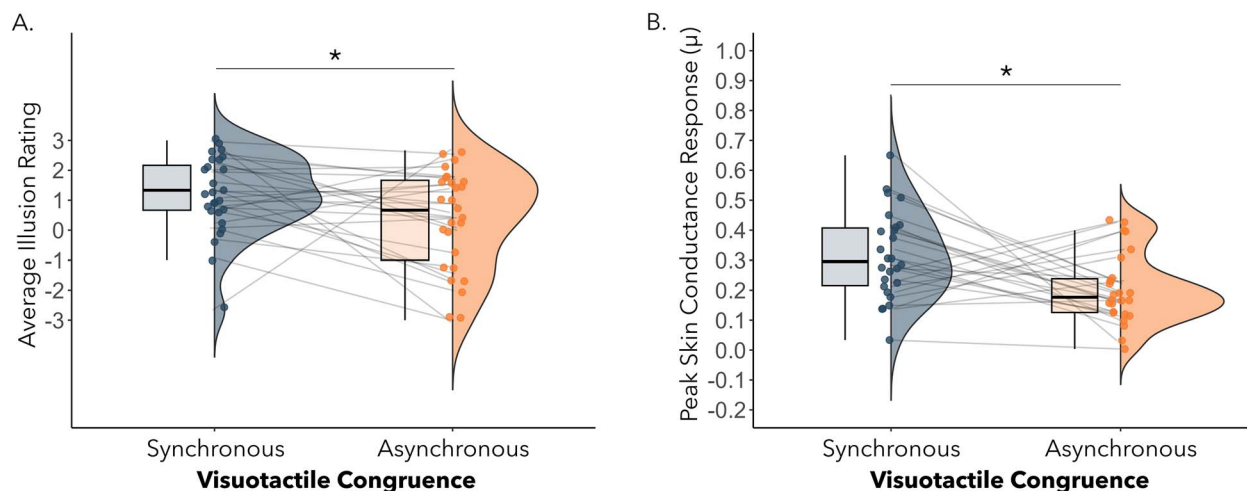 A.
*
Average Illusion Rating
3
2
1
0
-1
-2
-3
Synchronous Asynchronous
Visuotactile Congruence
B.
*
Peak Skin Conductance Response (µ)
1.0
0.9
0.8
0.7
0.6
0.5
0.4
0.3
0.2
0.1
0.0
-0.1
-0.2
Synchronous Asynchronous
Visuotactile Congruence